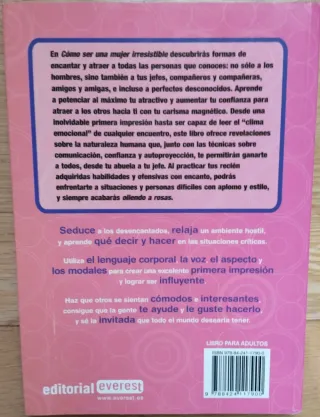 En Cómo ser una mujer irresistible descubrirás formas de
encantar y atraer a todas las personas que conoces: no sólo a los
hombres, sino también a tus jefes, compañeros y compañeras,
amigos y amigas, e incluso a perfectos desconocidos. Aprende
a potenciar al máximo tu atractivo y aumentar tu confianza para
atraer a los otros hacia ti con tu carisma magnético. Desde una
inolvidable primera impresión hasta ser capaz de leer el "clima
emocional" de cualquier encuentro, este libro ofrece revelaciones
sobre la naturaleza humana que, junto con las técnicas sobre
comunicación, confianza y autoproyección, te permitirán ganarte
a todos, desde tu abuela a tu jefe. Al practicar tus recién
adquiridas habilidades y ofensivas con encanto, podrás
enfrentarte a situaciones y personas difíciles con aplomo y estilo,
y siempre acabarás oliendo a rosas.
Seduce a los desencantados, relaja un ambiente hostil,
y aprende qué decir y hacer en las situaciones críticas.
Utiliza el lenguaje corporal, la voz, el aspecto y
los modales para crear una excelente primera impresión
y lograr ser influyente.
Haz que otros se sientan cómodos e interesantes,
consigue que la gente te ayude y le guste hacerlo
y sé la invitada que todo el mundo desearía tener.
LIBRO PARA ADULTOS
editorial everest
www.everest.es
9788424117900